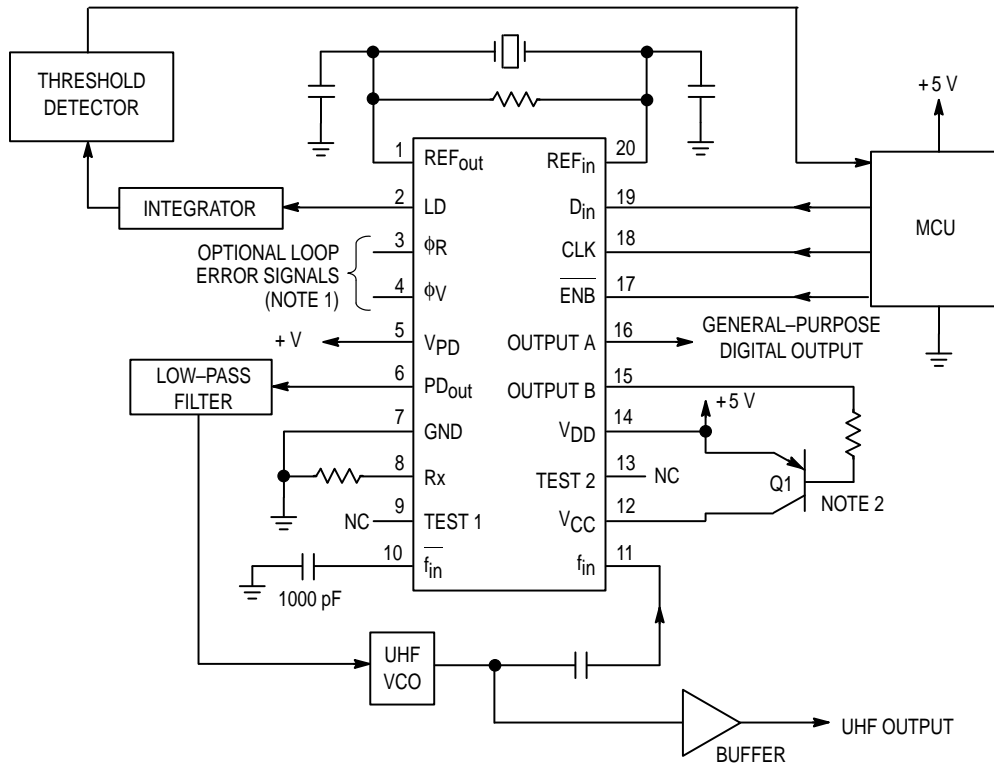 THRESHOLD
DETECTOR
+5 V
MCU
INTEGRATOR
OPTIONAL LOOP
ERROR SIGNALS
(NOTE 1)
+ V
LOW–PASS
FILTER
1 REFout
2 LD
3 ϕR
4 ϕV
5 VPD
6 PDout
7 GND
8 Rx
NC 9 TEST 1
10 f̅i̅n̅
1000 pF
REFin 20
Din 19
CLK 18
E̅N̅B̅ 17
OUTPUT A 16
GENERAL–PURPOSE
DIGITAL OUTPUT
OUTPUT B 15
+5 V
VDD 14
TEST 2 13 NC
VCC 12
fin 11
Q1
NOTE 2
UHF
VCO
BUFFER
UHF OUTPUT